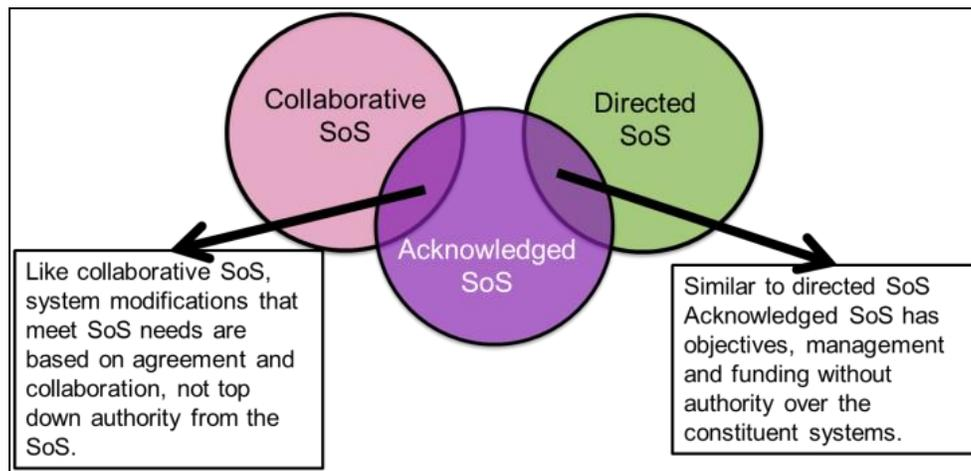 Collaborative
SoS
Directed
SoS
Acknowledged
SoS
Like collaborative SoS,
system modifications that
meet SoS needs are
based on agreement and
collaboration, not top
down authority from the
SoS.
Similar to directed SoS
Acknowledged SoS has
objectives, management
and funding without
authority over the
constituent systems.